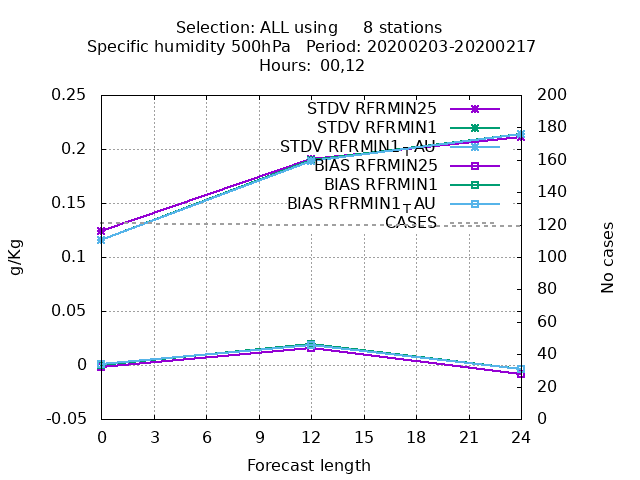 Selection: ALL using     8 stations
Specific humidity 500hPa   Period: 20200203-20200217
Hours: 00,12
0.25
0.2
0.15
0.1
0.05
0
-0.05
g/Kg
STDV RFRMIN25
STDV RFRMIN1
STDV RFRMIN1_TAU
BIAS RFRMIN25
BIAS RFRMIN1
BIAS RFRMIN1_TAU
CASES
200
180
160
140
120
100
80
60
40
20
0
No cases
0 3 6 9 12 15 18 21 24
Forecast length